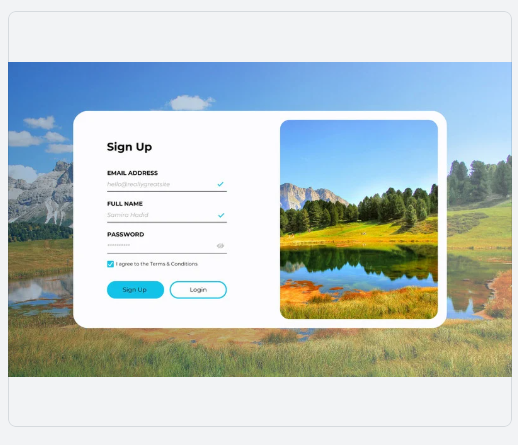 Sign Up
EMAIL ADDRESS
hello@reallygreatsite
FULL NAME
Samira Hadid
PASSWORD
**********
I agree to the Terms & Conditions
Sign Up
Login